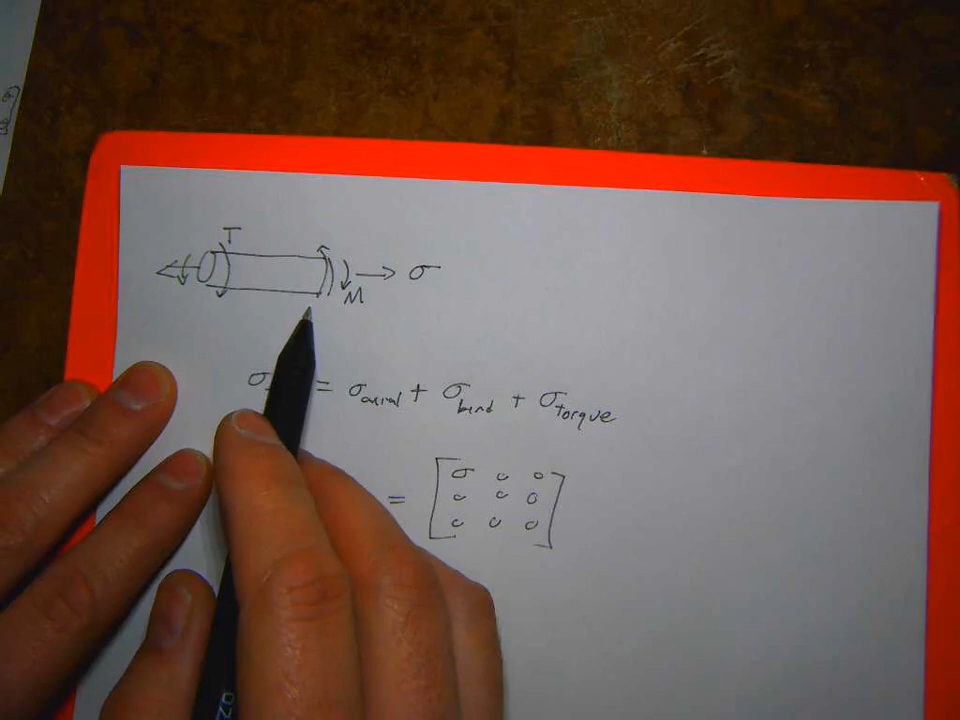 T
M
σ
σ = σaxial + σbend + σtorque
= [σ 0 0
0 0 0
0 0 0]